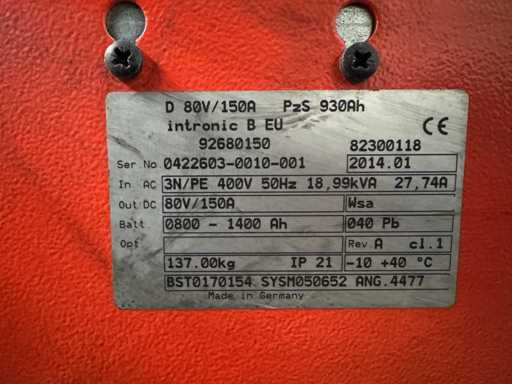 D 80V/150A PzS 930Ah
intronic B EU
CE
92680150 82300118
Ser No. 0422603-0010-001 2014.01
In AC 3N/PE 400V 50Hz 18,99kVA 27,74A
Out DC 80V/150A Wsa
Batt 0800 - 1400 Ah 040 Pb
Opt Rev. A cl.1
137.00kg IP 21 -10 +40 °C
BST0170154 SYSM050652 ANG.4477
Made in Germany